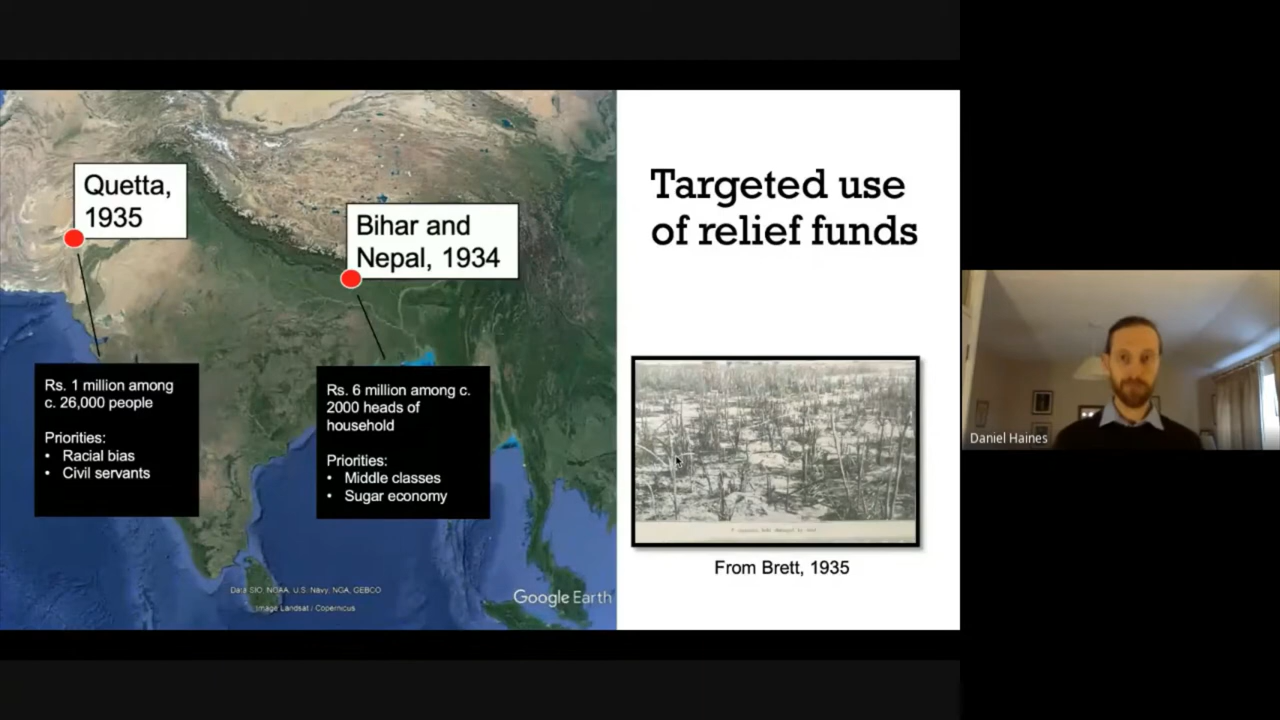 Quetta,
1935
Bihar and
Nepal, 1934
Rs. 1 million among
c. 26,000 people
Priorities:
• Racial bias
• Civil servants
Rs. 6 million among c.
2000 heads of
household
Priorities:
• Middle classes
• Sugar economy
Data SIO, NOAA, U.S. Navy, NGA, GEBCO
Image Landsat / Copernicus
Google Earth
Targeted use
of relief funds
damaged by
From Brett, 1935
Daniel Haines